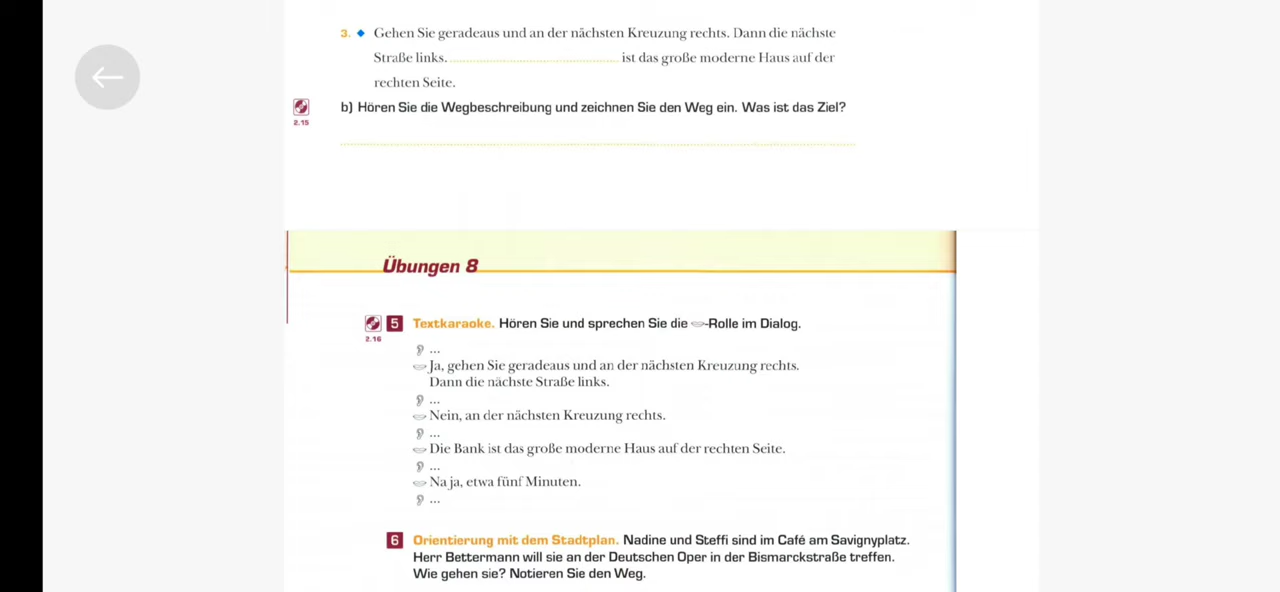 3. ◆ Gehen Sie geradeaus und an der nächsten Kreuzung rechts. Dann die nächste
Straße links. ........................................ ist das große moderne Haus auf der
rechten Seite.
2.15
b) Hören Sie die Wegbeschreibung und zeichnen Sie den Weg ein. Was ist das Ziel?
Übungen 8
2.16
5 Textkaraoke. Hören Sie und sprechen Sie die -Rolle im Dialog.
...
Ja, gehen Sie geradeaus und an der nächsten Kreuzung rechts.
Dann die nächste Straße links.
...
Nein, an der nächsten Kreuzung rechts.
...
Die Bank ist das große moderne Haus auf der rechten Seite.
...
Na ja, etwa fünf Minuten.
...
6 Orientierung mit dem Stadtplan. Nadine und Steffi sind im Café am Savignyplatz.
Herr Bettermann will sie an der Deutschen Oper in der Bismarckstraße treffen.
Wie gehen sie? Notieren Sie den Weg.